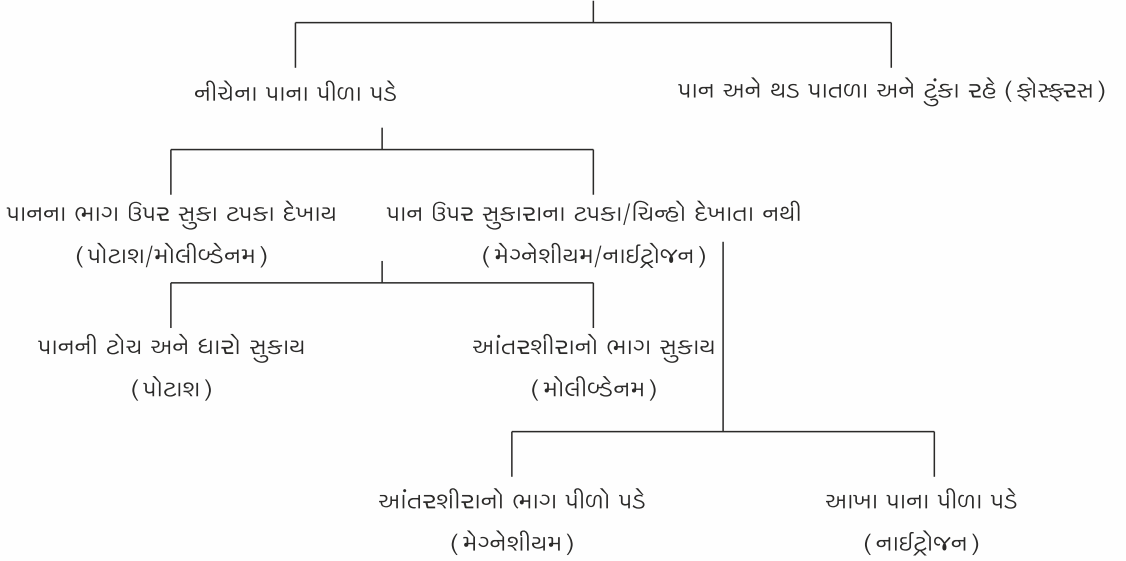 નીચેના પાના પીળા પડે
પાન અને થડ પાતળા અને ટુંકા રહે (ફોસ્ફરસ)
પાનના ભાગ ઉપર સુકા ટપકા દેખાય
(પોટાશ/મોલીબ્ડેનમ)
પાન ઉપર સુકારાના ટપકા/ચિન્હો દેખાતા નથી
(મેગ્નેશીયમ/નાઈટ્રોજન)
પાનની ટોચ અને ધારો સુકાય
(પોટાશ)
આંતરશીરાનો ભાગ સુકાય
(મોલીબ્ડેનમ)
આંતરશીરાનો ભાગ પીળો પડે
(મેગ્નેશીયમ)
આખા પાના પીળા પડે
(નાઈટ્રોજન)